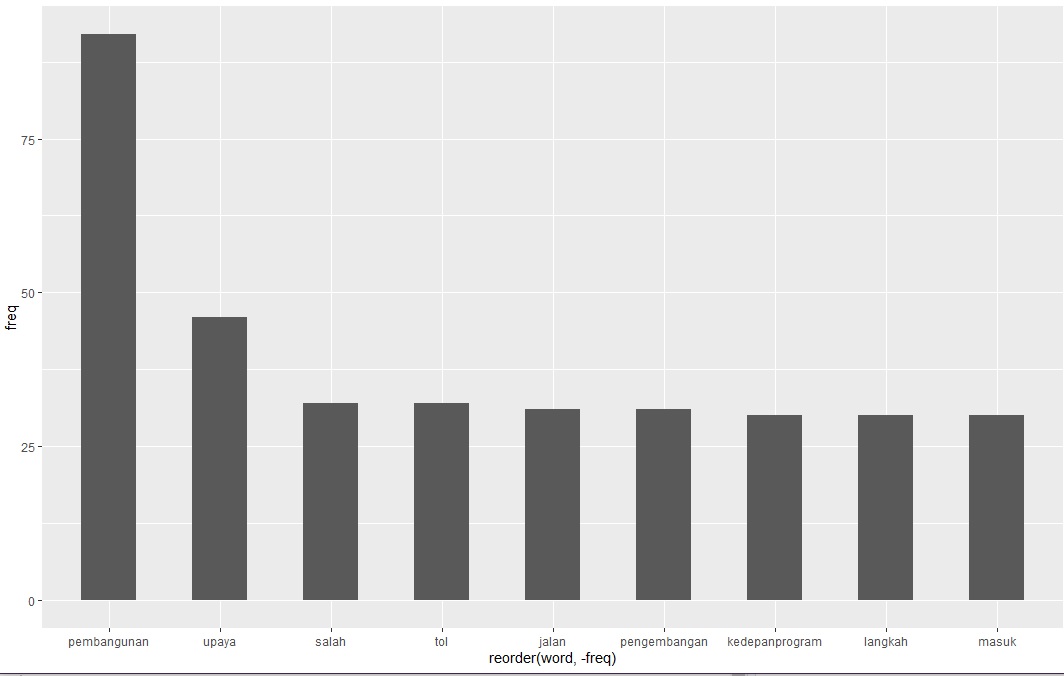 75
50
25
0
freq
pembangunan upaya salah tol jalan pengembangan kedepanprogram langkah masuk
reorder(word, -freq)